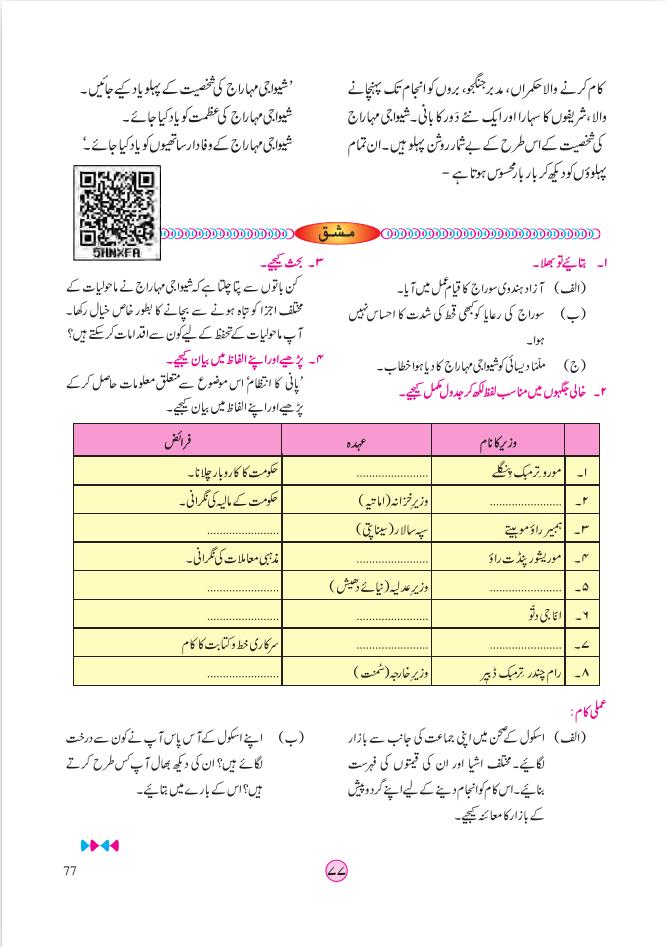 کام کرنے والا حکمراں، مدبر جنگجو، بروں کو انجام تک پہنچانے
والا، شریفوں کا سہارا اور ایک نئے دَور کا بانی۔ شیواجی مہاراج
کی شخصیت کے اس طرح کے بے شمار روشن پہلو ہیں۔ ان تمام
پہلوؤں کو دیکھ کر بار بار محسوس ہوتا ہے -
’شیواجی مہاراج کی شخصیت کے پہلو یاد کیے جائیں۔
شیواجی مہاراج کی عظمت کو یاد کیا جائے۔
شیواجی مہاراج کے وفادار ساتھیوں کو یاد کیا جائے۔‘
5HNXFA
مشق
۱۔ بتائیے تو بھلا۔
(الف) آزاد ہندوی سوراج کا قیام عمل میں آیا۔
(ب) سوراج کی رعایا کو کبھی قحط کی شدت کا احساس نہیں
ہوا۔
(ج) ملّما دیسائی کو شیواجی مہاراج کا دیا ہوا خطاب۔
۲۔ خالی جگہوں میں مناسب لفظ لکھ کر جدول مکمل کیجیے۔
۳۔ بحث کیجیے۔
کن باتوں سے پتا چلتا ہے کہ شیواجی مہاراج نے ماحولیات کے
مختلف اجزا کو تباہ ہونے سے بچانے کا بطور خاص خیال رکھا۔
آپ ماحولیات کے تحفظ کے لیے کون سے اقدامات کر سکتے ہیں؟
۴۔ پڑھیے اور اپنے الفاظ میں بیان کیجیے۔
’پانی کا انتظام‘ اس موضوع سے متعلق معلومات حاصل کر کے
پڑھیے اور اپنے الفاظ میں بیان کیجیے۔
وزیر کا نام عہدہ فرائض
۱۔ مورو ترمبک پنگلے ....................... حکومت کا کاروبار چلانا۔
۲۔ ....................... وزیرِ خزانہ (اماتیہ) حکومت کے مالیہ کی نگرانی۔
۳۔ ہمبیر راؤ موہیتے سپہ سالار (سیناپتی) .......................
۴۔ موریشور پنڈت راؤ ....................... مذہبی معاملات کی نگرانی۔
۵۔ ....................... وزیرِ عدلیہ (نیائے دھیش) .......................
۶۔ انّاجی دتّو ....................... .......................
۷۔ ....................... ....................... سرکاری خط و کتابت کا کام
۸۔ رام چندر ترمبک ڈبیر وزیرِ خارجہ (سُمنت) .......................
عملی کام :
(الف) اسکول کے صحن میں اپنی جماعت کی جانب سے بازار
لگائیے۔ مختلف اشیا اور ان کی قیمتوں کی فہرست
بنائیے۔ اس کام کو انجام دینے کے لیے اپنے گرد و پیش
کے بازار کا معائنہ کیجیے۔
(ب) اپنے اسکول کے آس پاس آپ نے کون سے درخت
لگائے ہیں؟ ان کی دیکھ بھال آپ کس طرح کرتے
ہیں؟ اس کے بارے میں بتائیے۔
77
۷۷